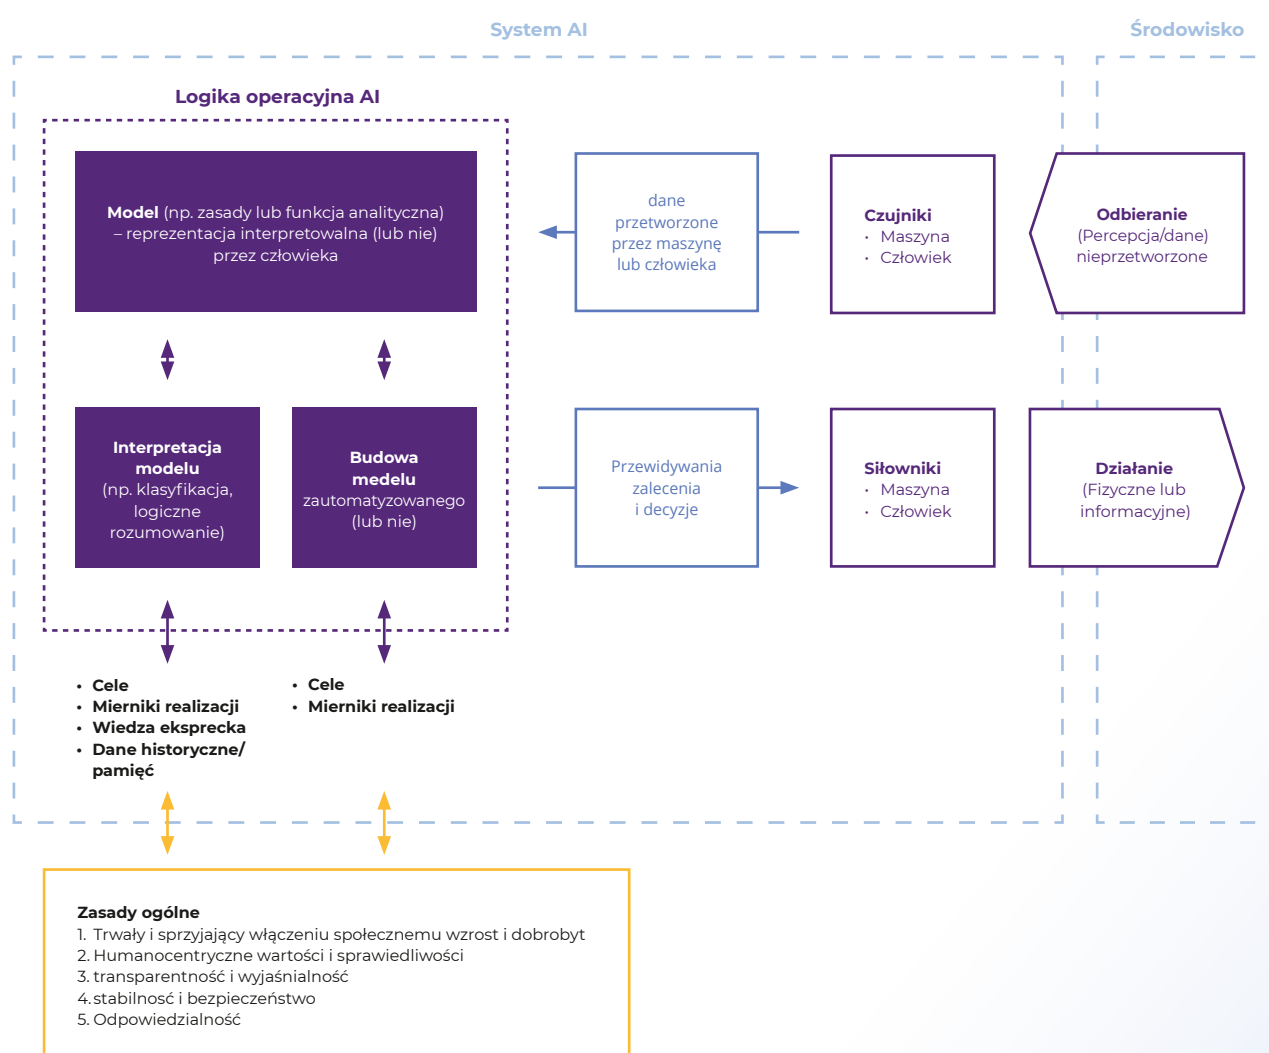 System AI
Środowisko
Logika operacyjna AI
Model (np. zasady lub funkcja analityczna)
– reprezentacja interpretowalna (lub nie)
przez człowieka
dane
przetworzone
przez maszynę
lub człowieka
Czujniki
• Maszyna
• Człowiek
Odbieranie
(Percepcja/dane)
nieprzetworzone
Interpretacja
modelu
(np. klasyfikacja,
logiczne
rozumowanie)
Budowa
medelu
zautomatyzowanego
(lub nie)
Przewidywania
zalecenia
i decyzje
Siłowniki
• Maszyna
• Człowiek
Działanie
(Fizyczne lub
informacyjne)
• Cele
• Mierniki realizacji
• Wiedza eksprecka
• Dane historyczne/
pamięć
• Cele
• Mierniki realizacji
Zasady ogólne
1. Trwały i sprzyjający włączeniu społecznemu wzrost i dobrobyt
2. Humanocentryczne wartości i sprawiedliwości
3. transparentność i wyjaśnialność
4. stabilnosć i bezpieczeństwo
5. Odpowiedzialność